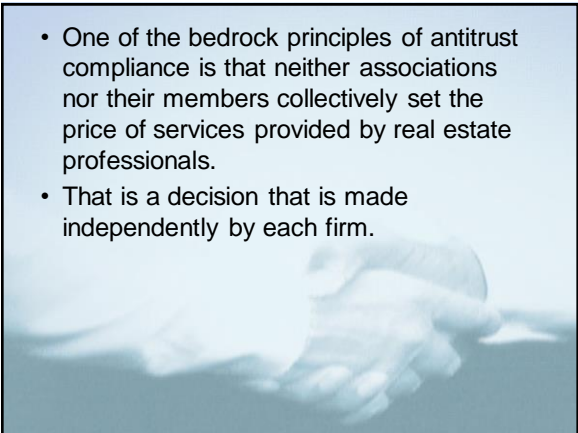 • One of the bedrock principles of antitrust
compliance is that neither associations
nor their members collectively set the
price of services provided by real estate
professionals.
• That is a decision that is made
independently by each firm.